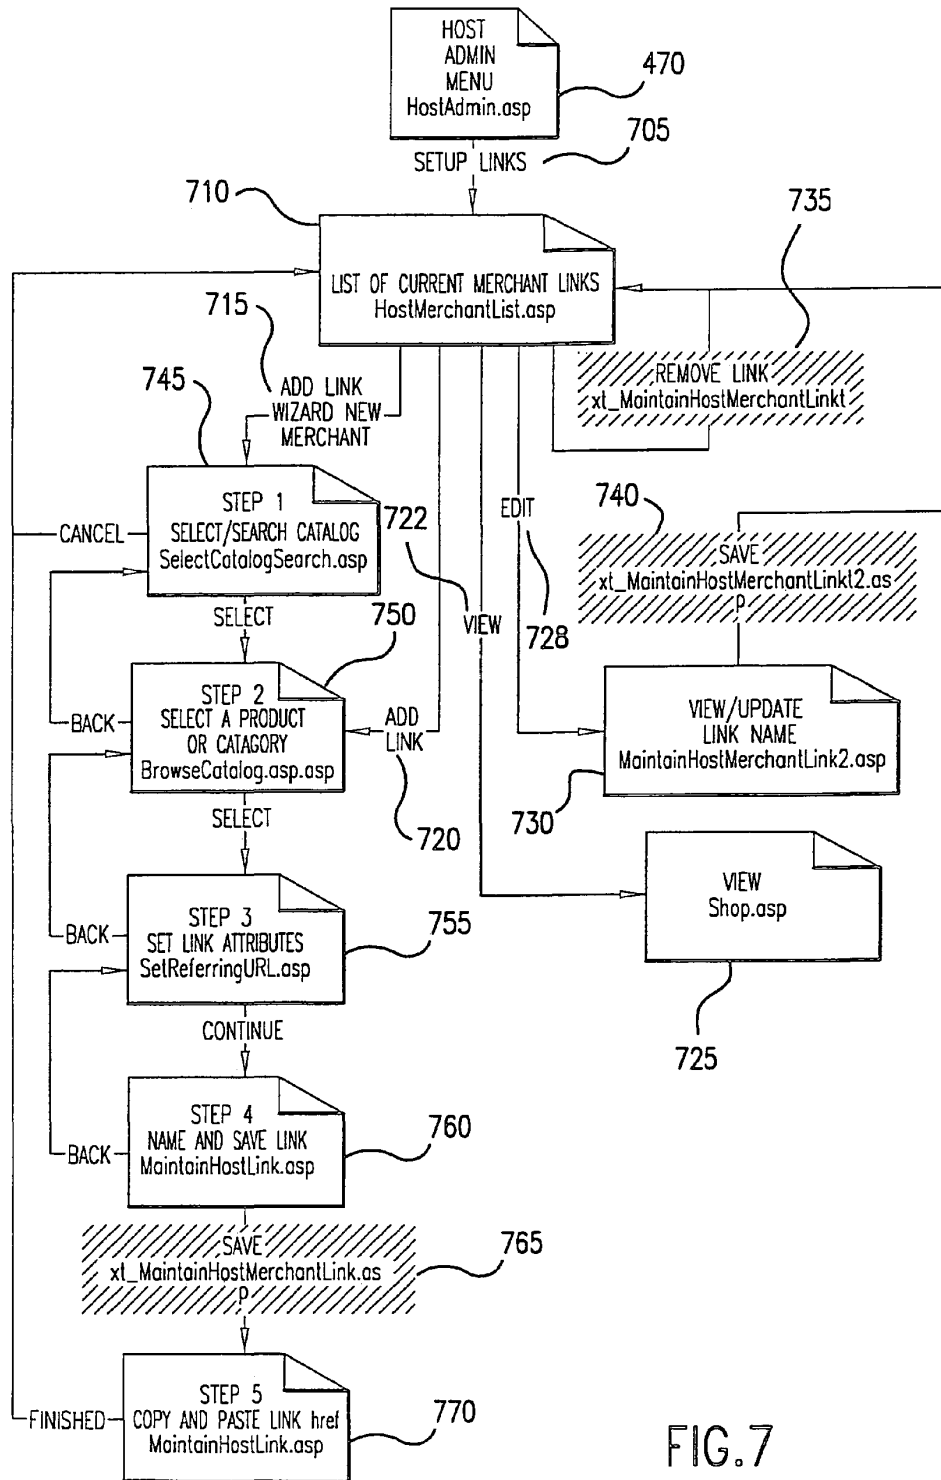 HOST
ADMIN
MENU
HostAdmin.asp
470
SETUP LINKS
705
710
735
LIST OF CURRENT MERCHANT LINKS
HostMerchantList.asp
715
745
ADD LINK
WIZARD NEW
MERCHANT
REMOVE LINK
xt_MaintainHostMerchantLinkt
STEP 1
SELECT/SEARCH CATALOG
SelectCatalogSearch.asp
CANCEL
722
EDIT
740
SAVE
xt_MaintainHostMerchantLinkt2.as
p
SELECT
750
VIEW
728
STEP 2
SELECT A PRODUCT
OR CATAGORY
BrowseCatalog.asp.asp
BACK
ADD
LINK
VIEW/UPDATE
LINK NAME
MaintainHostMerchantLink2.asp
SELECT
720
730
VIEW
Shop.asp
STEP 3
SET LINK ATTRIBUTES
SetReferringURL.asp
BACK
755
725
CONTINUE
STEP 4
NAME AND SAVE LINK
MaintainHostLink.asp
BACK
760
SAVE
xt_MaintainHostMerchantLink.as
p
765
STEP 5
COPY AND PASTE LINK href
MaintainHostLink.asp
FINISHED
770
FIG.7